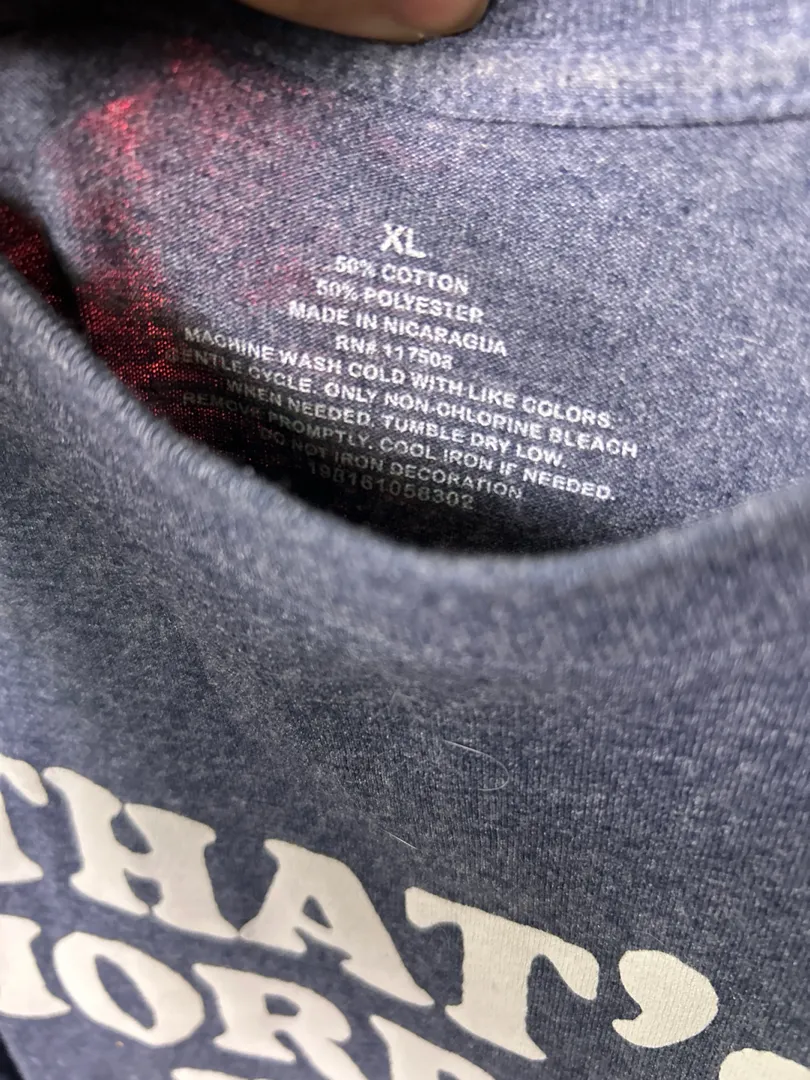 XL
50% COTTON
50% POLYESTER
MADE IN NICARAGUA
RN# 117508
MACHINE WASH COLD WITH LIKE COLORS.
GENTLE CYCLE. ONLY NON-CHLORINE BLEACH
WHEN NEEDED. TUMBLE DRY LOW.
REMOVE PROMPTLY. COOL IRON IF NEEDED.
DO NOT IRON DECORATION
198161058302
THAT'